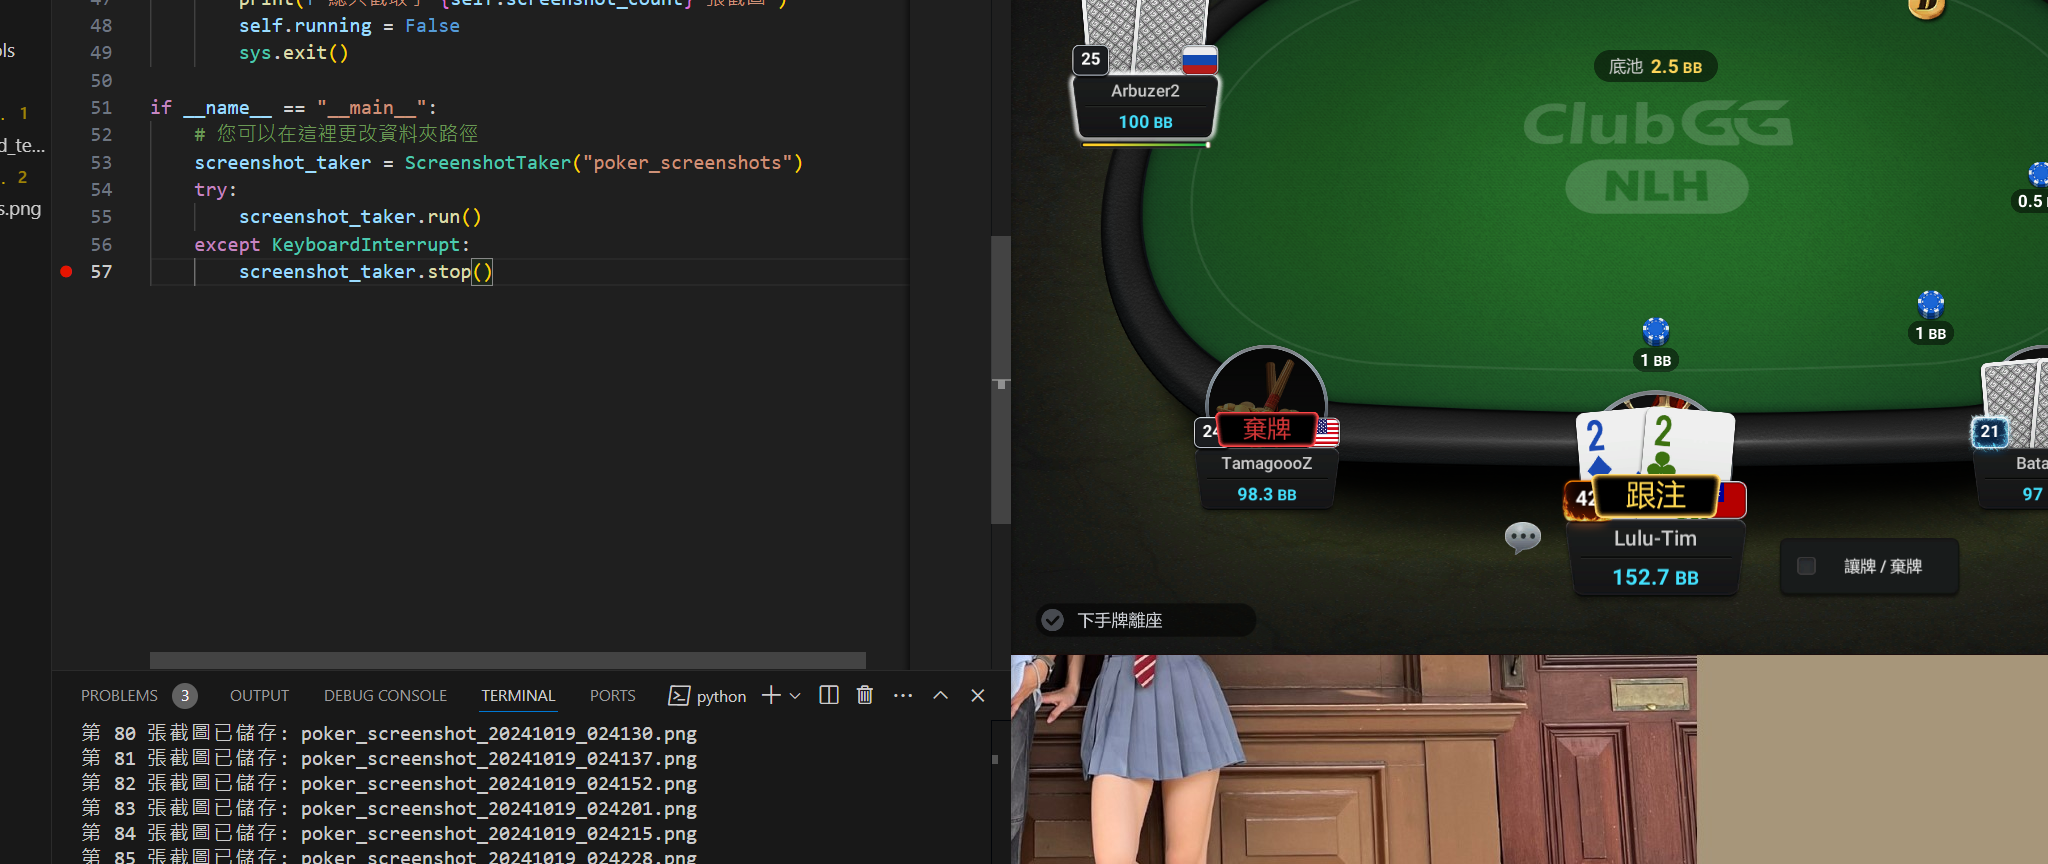 ols
. 1
d_te...
. 2
s.png
47 print(f"總共截取了 {self.screenshot_count} 張截圖")
48 self.running = False
49 sys.exit()
50
51 if __name__ == "__main__":
52 # 您可以在這裡更改資料夾路徑
53 screenshot_taker = ScreenshotTaker("poker_screenshots")
54 try:
55 screenshot_taker.run()
56 except KeyboardInterrupt:
57 screenshot_taker.stop()
PROBLEMS 3 OUTPUT DEBUG CONSOLE TERMINAL PORTS python
第 80 張截圖已儲存: poker_screenshot_20241019_024130.png
第 81 張截圖已儲存: poker_screenshot_20241019_024137.png
第 82 張截圖已儲存: poker_screenshot_20241019_024152.png
第 83 張截圖已儲存: poker_screenshot_20241019_024201.png
第 84 張截圖已儲存: poker_screenshot_20241019_024215.png
第 85 張截圖已儲存: poker_screenshot_20241019_024228.png
D
25
Arbuzer2
100 BB
底池 2.5 BB
ClubGG
NLH
0.5
1 BB
1 BB
24 棄牌
TamagoooZ
98.3 BB
2 2
42 跟注
Lulu-Tim
152.7 BB
21
Bata
97
讓牌 / 棄牌
下手牌離座